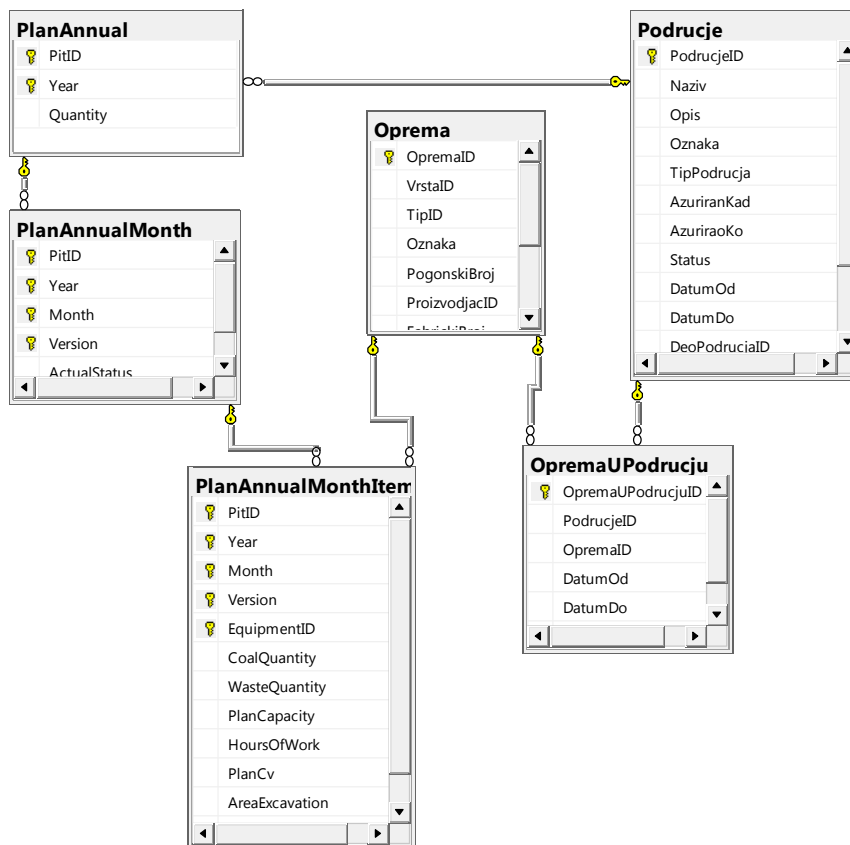 PlanAnnual
PitID
Year
Quantity
Podrucje
PodrucjeID
Naziv
Opis
Oznaka
TipPodrucja
AzuriranKad
AzuriraoKo
Status
DatumOd
DatumDo
DeoPodrucjaID
Oprema
OpremaID
VrstaID
TipID
Oznaka
PogonskiBroj
ProizvodjacID
FabrickiBroj
PlanAnnualMonth
PitID
Year
Month
Version
ActualStatus
PlanAnnualMonthItem
PitID
Year
Month
Version
EquipmentID
CoalQuantity
WasteQuantity
PlanCapacity
HoursOfWork
PlanCv
AreaExcavation
OpremaUPodrucju
OpremaUPodrucjuID
PodrucjeID
OpremaID
DatumOd
DatumDo